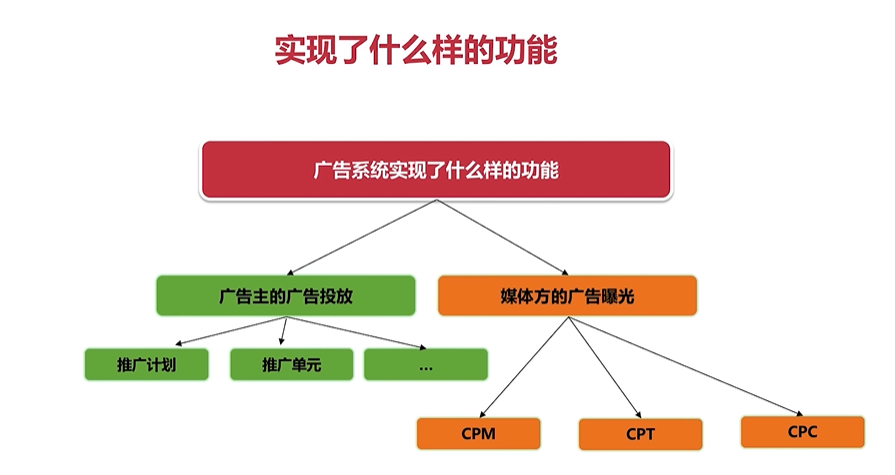 实现了什么样的功能
广告系统实现了什么样的功能
广告主的广告投放
媒体方的广告曝光
推广计划
推广单元
...
CPM
CPT
CPC